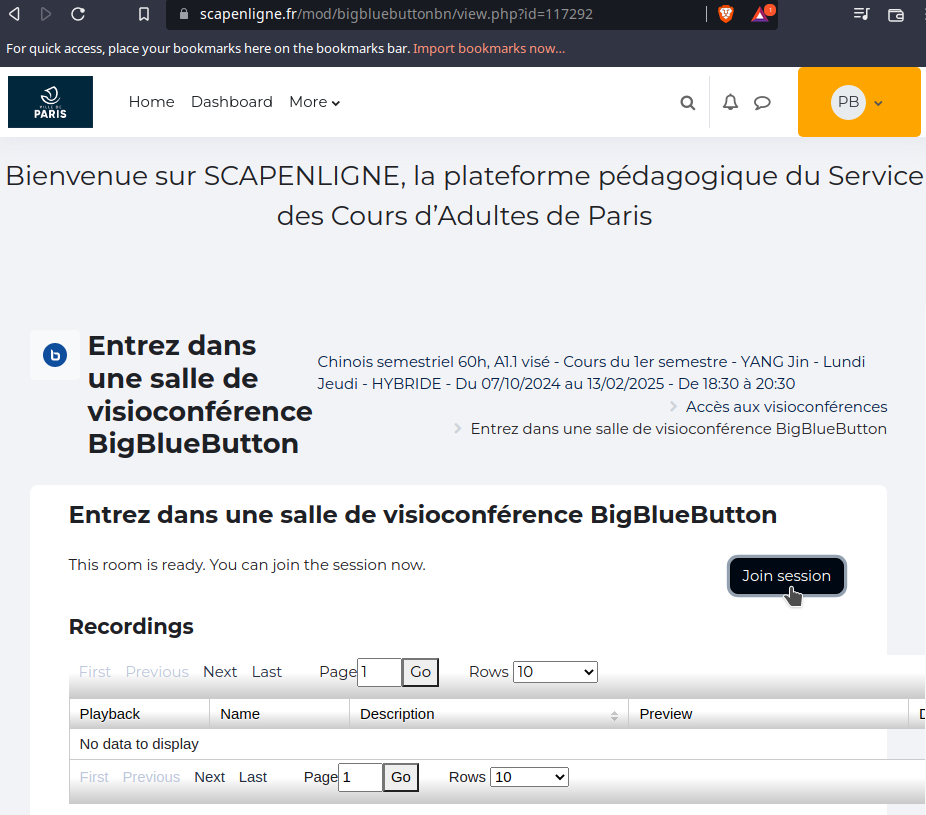 scapenligne.fr/mod/bigbluebuttonbn/view.php?id=117292
1
For quick access, place your bookmarks here on the bookmarks bar. Import bookmarks now...
VILLE DE
PARIS
Home Dashboard More
PB
Bienvenue sur SCAPENLIGNE, la plateforme pédagogique du Service
des Cours d’Adultes de Paris
b
Entrez dans
une salle de
visioconférence
BigBlueButton
Chinois semestriel 60h, A1.1 visé - Cours du 1er semestre - YANG Jin - Lundi
Jeudi - HYBRIDE - Du 07/10/2024 au 13/02/2025 - De 18:30 à 20:30
Accès aux visioconférences
Entrez dans une salle de visioconférence BigBlueButton
Entrez dans une salle de visioconférence BigBlueButton
This room is ready. You can join the session now.
Join session
Recordings
First Previous Next Last Page 1 Go Rows 10
Playback Name Description Preview D
No data to display
First Previous Next Last Page 1 Go Rows 10